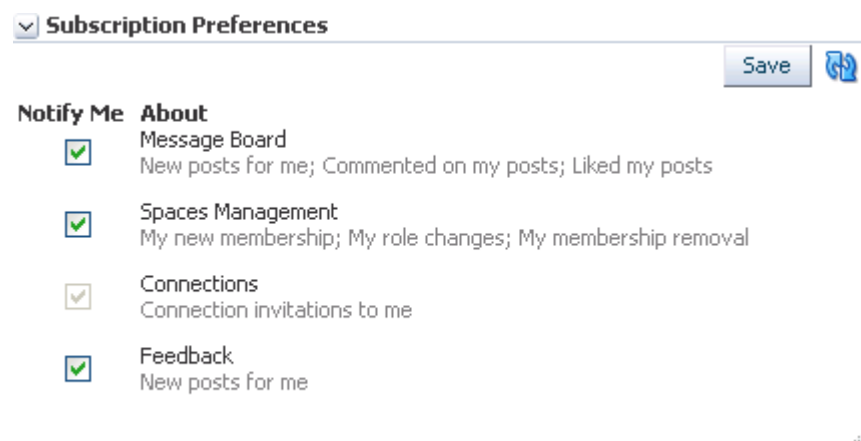 Subscription Preferences
Save
Notify Me About
Message Board
New posts for me; Commented on my posts; Liked my posts
Spaces Management
My new membership; My role changes; My membership removal
Connections
Connection invitations to me
Feedback
New posts for me